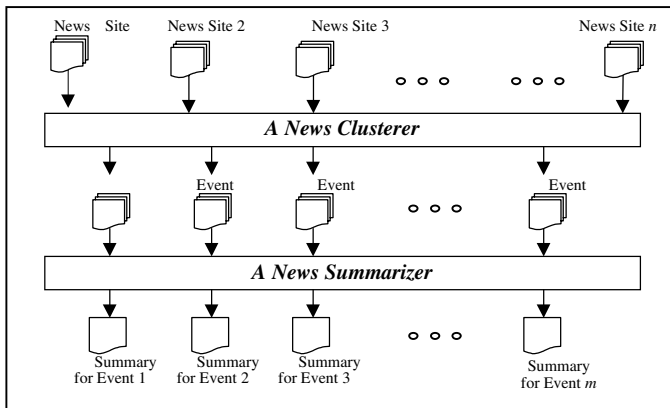 News Site
News Site 2
News Site 3
News Site n
A News Clusterer
Event
Event
Event
A News Summarizer
Summary
for Event 1
Summary
for Event 2
Summary
for Event 3
Summary
for Event m